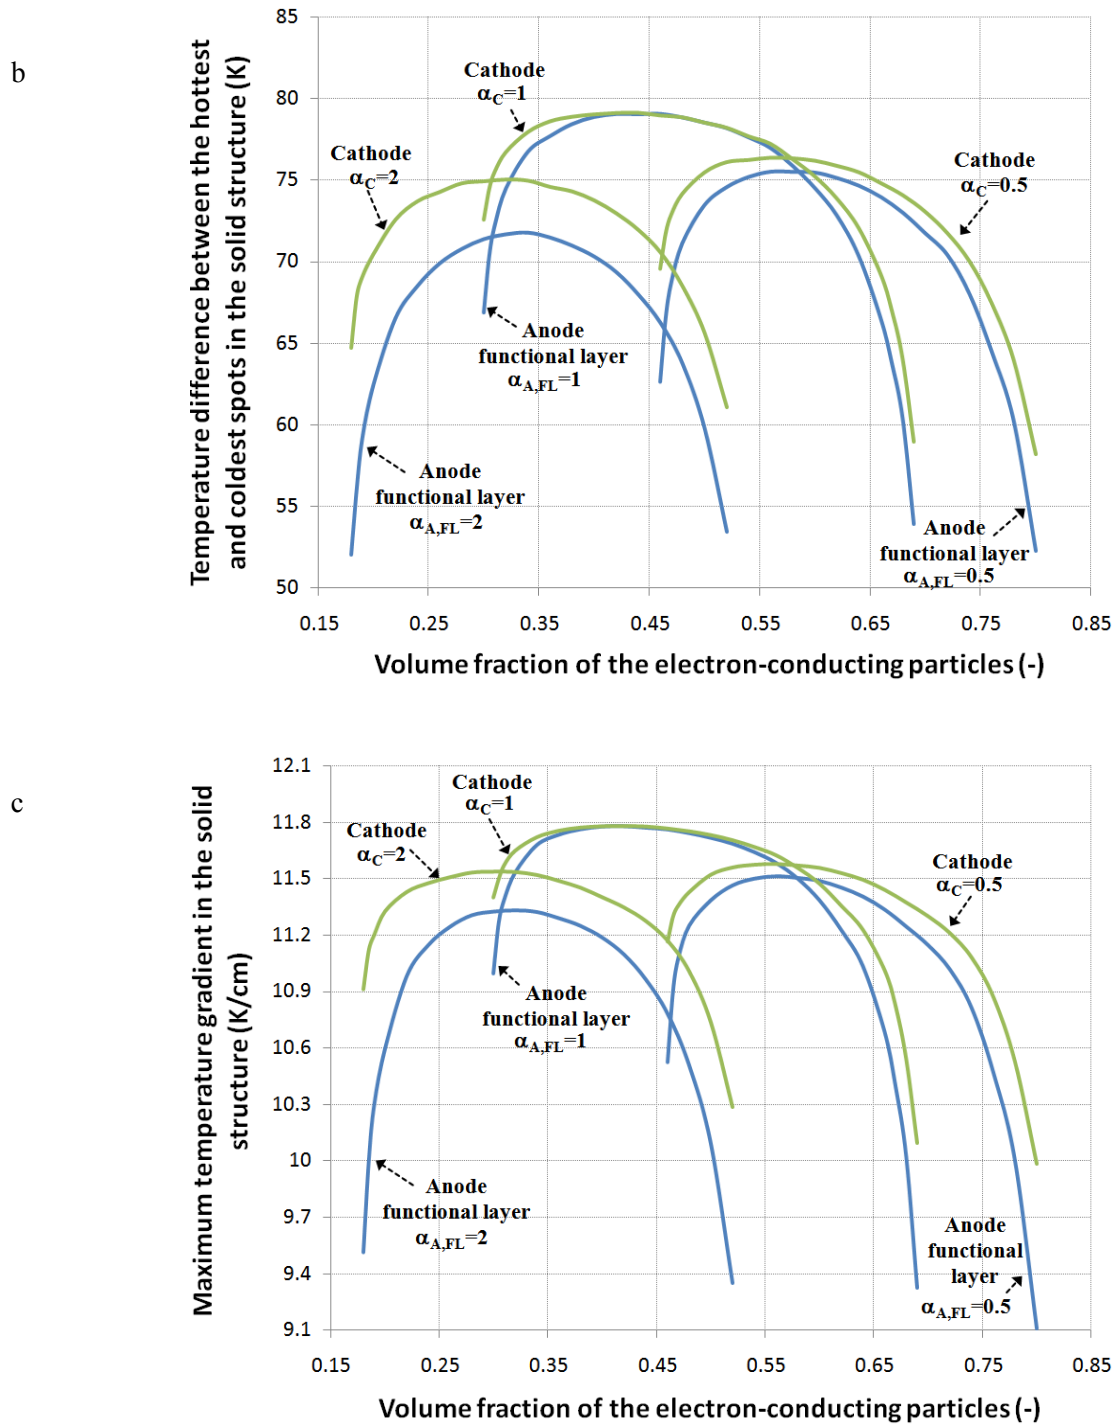 b
Temperature difference between the hottest
and coldest spots in the solid structure (K)
85
80
75
70
65
60
55
50
Cathode
αC=1
Cathode
αC=2
Cathode
αC=0.5
Anode
functional layer
αA,FL=1
Anode
functional layer
αA,FL=2
Anode
functional layer
αA,FL=0.5
0.15 0.25 0.35 0.45 0.55 0.65 0.75 0.85
Volume fraction of the electron-conducting particles (-)
c
Maximum temperature gradient in the solid
structure (K/cm)
12.1
11.8
11.5
11.2
10.9
10.6
10.3
10
9.7
9.4
9.1
Cathode
αC=1
Cathode
αC=2
Cathode
αC=0.5
Anode
functional layer
αA,FL=1
Anode
functional layer
αA,FL=2
Anode
functional
layer
αA,FL=0.5
0.15 0.25 0.35 0.45 0.55 0.65 0.75 0.85
Volume fraction of the electron-conducting particles (-)